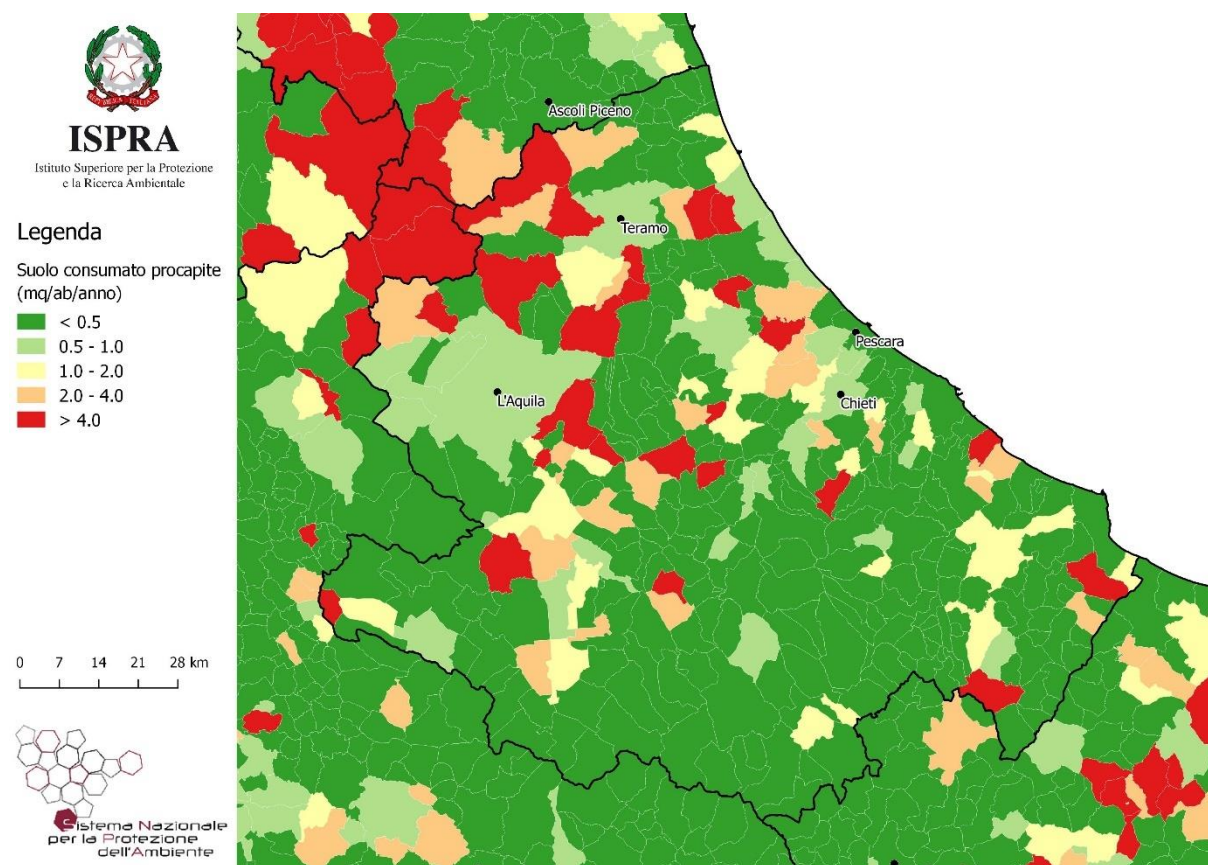 REPVBBLICA ITALIANA
ISPRA
Istituto Superiore per la Protezione
e la Ricerca Ambientale
Legenda
Suolo consumato procapite
(mq/ab/anno)
< 0.5
0.5 - 1.0
1.0 - 2.0
2.0 - 4.0
> 4.0
0 7 14 21 28 km
Sistema Nazionale
per la Protezione
dell'Ambiente
Ascoli Piceno
Teramo
Pescara
L'Aquila
Chieti